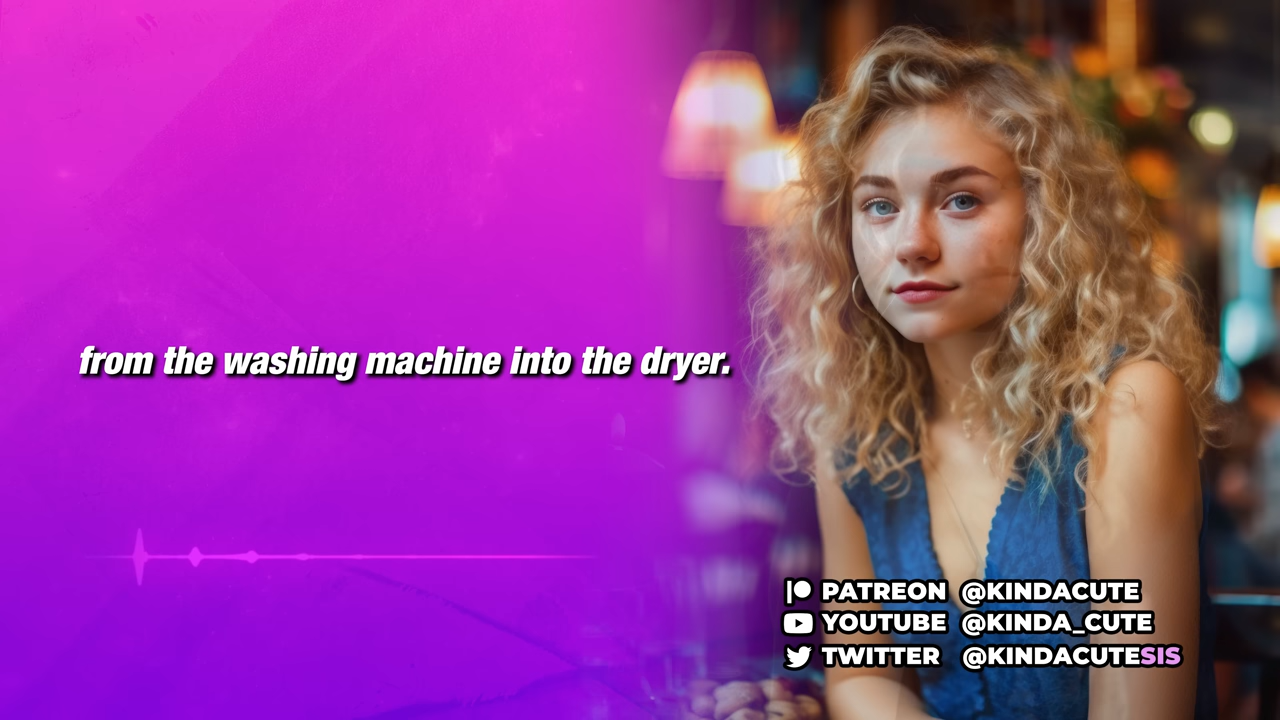 from the washing machine into the dryer.
PATREON @KINDACUTE
YOUTUBE @KINDA_CUTE
TWITTER @KINDACUTESIS